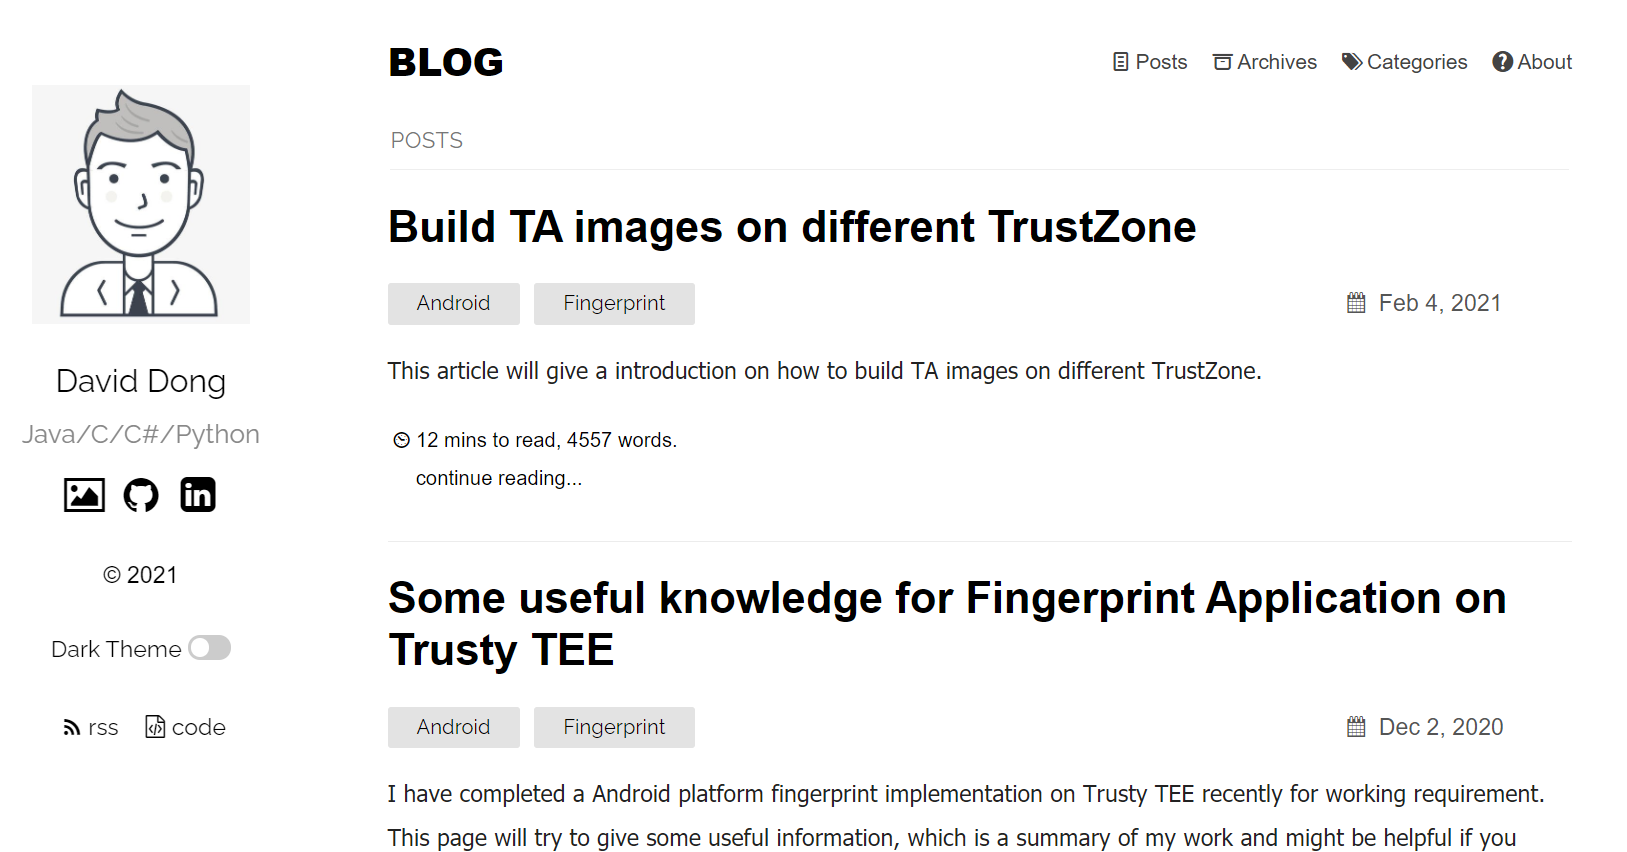 BLOG
Posts
Archives
Categories
About
David Dong
Java/C/C#/Python
© 2021
Dark Theme
rss
code
POSTS
Build TA images on different TrustZone
Android
Fingerprint
Feb 4, 2021
This article will give a introduction on how to build TA images on different TrustZone.
12 mins to read, 4557 words.
continue reading...
Some useful knowledge for Fingerprint Application on
Trusty TEE
Android
Fingerprint
Dec 2, 2020
I have completed a Android platform fingerprint implementation on Trusty TEE recently for working requirement.
This page will try to give some useful information, which is a summary of my work and might be helpful if you